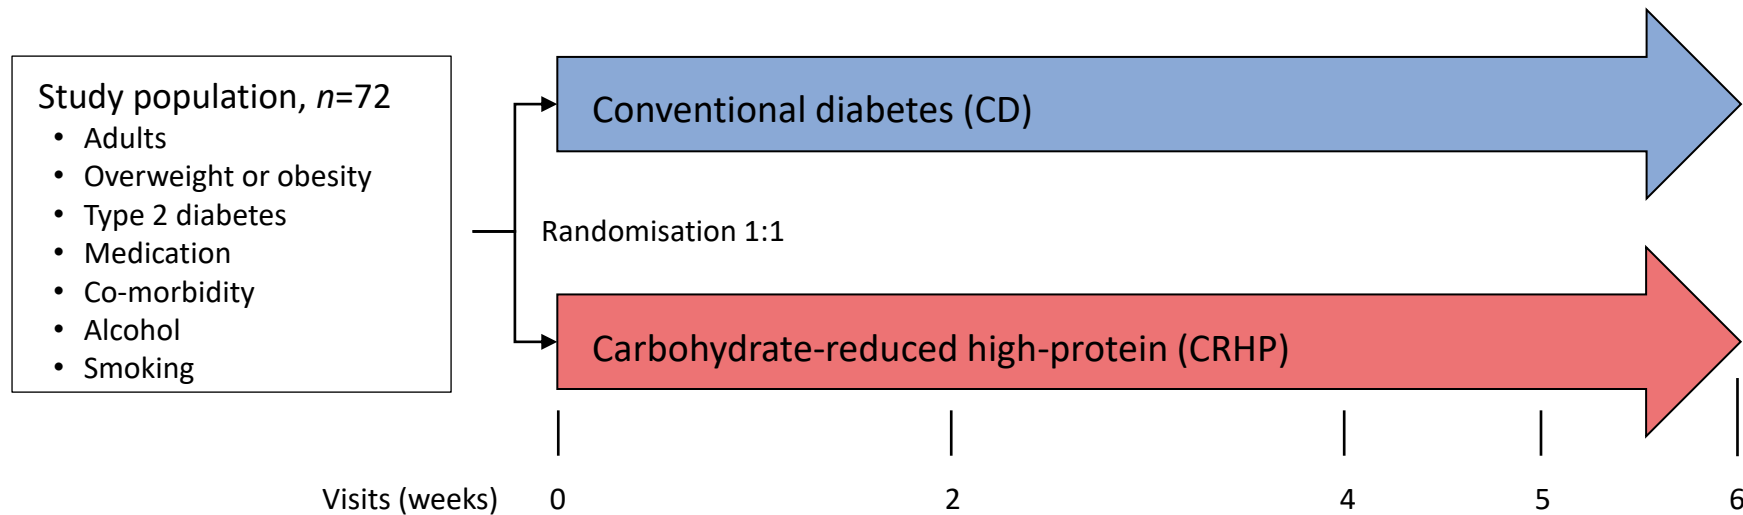 Study population, n=72
• Adults
• Overweight or obesity
• Type 2 diabetes
• Medication
• Co-morbidity
• Alcohol
• Smoking
Randomisation 1:1
Conventional diabetes (CD)
Carbohydrate-reduced high-protein (CRHP)
Visits (weeks) 0 2 4 5 6